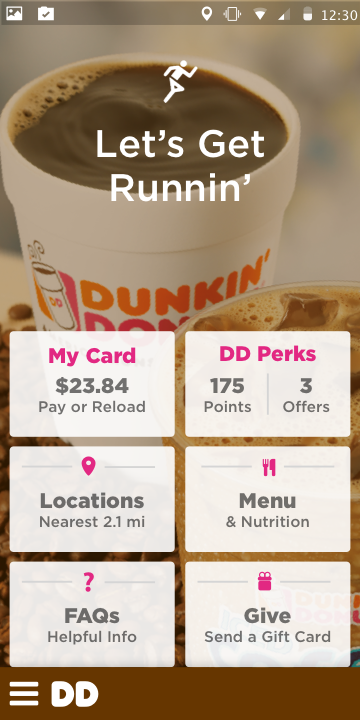 12:30
Let's Get
Runnin'
DUNKIN'
DON
My Card
$23.84
Pay or Reload
DD Perks
175
Points
3
Offers
Locations
Nearest 2.1 mi
Menu
& Nutrition
?
FAQs
Helpful Info
Give
Send a Gift Card
DD